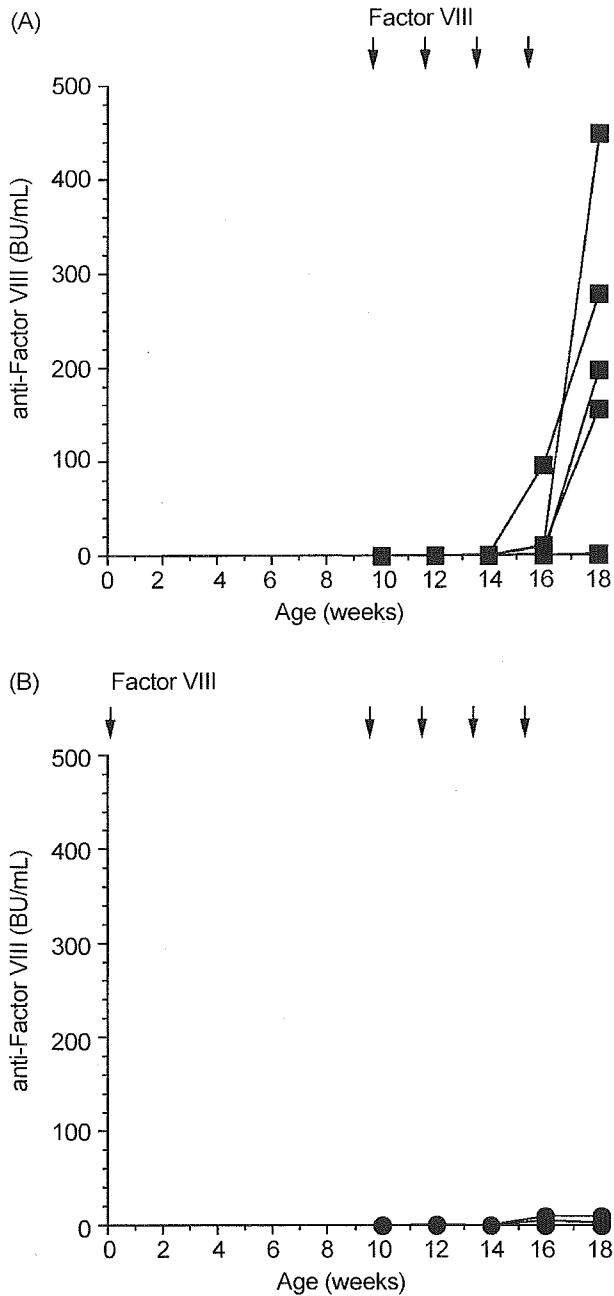 (A)
Factor VIII
500
400
300
200
100
0
anti-Factor VIII (BU/mL)
0 2 4 6 8 10 12 14 16 18
Age (weeks)
(B)
Factor VIII
500
400
300
200
100
0
anti-Factor VIII (BU/mL)
0 2 4 6 8 10 12 14 16 18
Age (weeks)